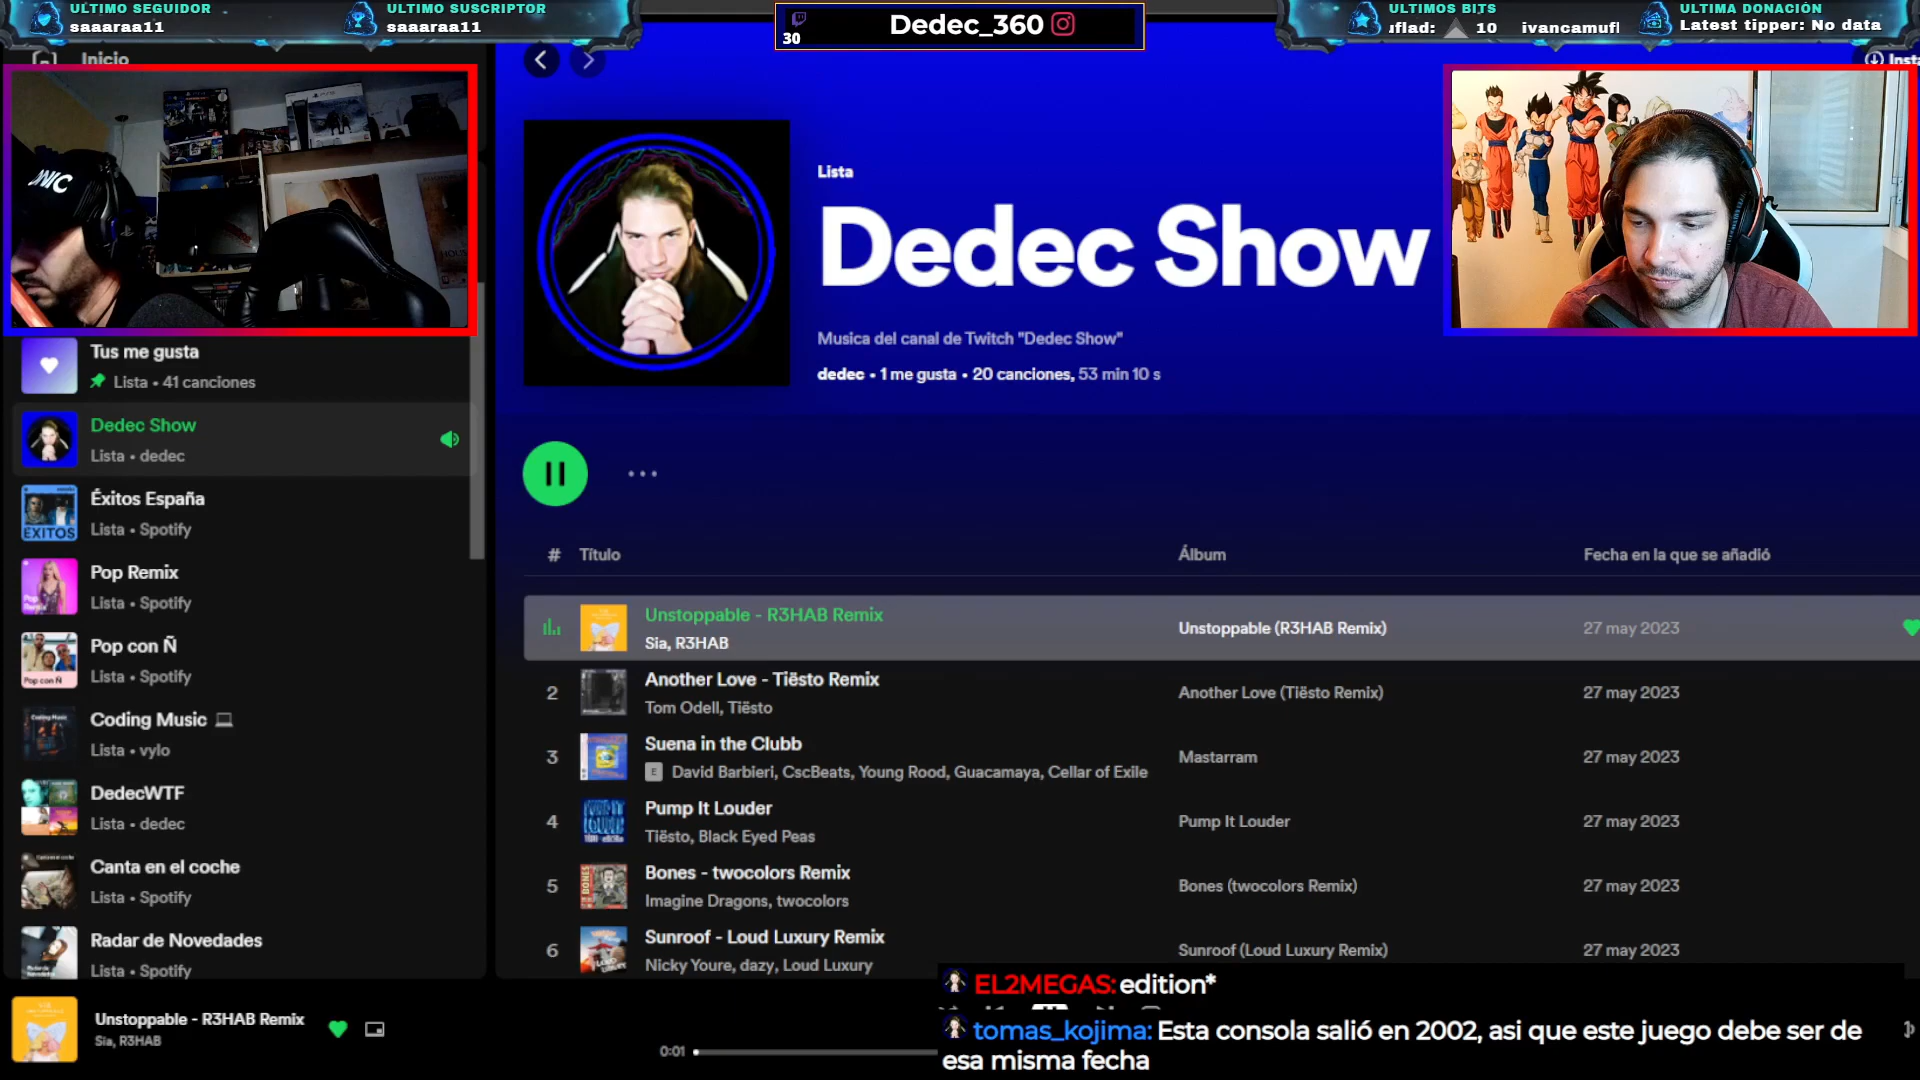 ULTIMO SEGUIDOR
saaaraa11
ULTIMO SUSCRIPTOR
saaaraa11
30
Dedec_360
ULTIMOS BITS
10 ivancamufl
ULTIMA DONACIÓN
Latest tipper: No data
Inicio
Tus me gusta
Lista • 41 canciones
Dedec Show
Lista • dedec
Éxitos España
Lista • Spotify
Pop Remix
Lista • Spotify
Pop con Ñ
Lista • Spotify
Coding Music
Lista • vylo
DedecWTF
Lista • dedec
Canta en el coche
Lista • Spotify
Radar de Novedades
Lista • Spotify
EXITOS
Pop con Ñ
Lista
Dedec Show
Musica del canal de Twitch "Dedec Show"
dedec • 1 me gusta • 20 canciones, 53 min 10 s
# Título Álbum Fecha en la que se añadió
Unstoppable - R3HAB Remix
Sia, R3HAB
Unstoppable (R3HAB Remix)
27 may 2023
2
Another Love - Tiësto Remix
Tom Odell, Tiësto
Another Love (Tiësto Remix)
27 may 2023
3
Suena in the Clubb
E David Barbieri, CscBeats, Young Rood, Guacamaya, Cellar of Exile
Mastarram
27 may 2023
4
Pump It Louder
Tiësto, Black Eyed Peas
Pump It Louder
27 may 2023
5
Bones - twocolors Remix
Imagine Dragons, twocolors
Bones (twocolors Remix)
27 may 2023
6
Sunroof - Loud Luxury Remix
Nicky Youre, dazy, Loud Luxury
Sunroof (Loud Luxury Remix)
27 may 2023
EL2MEGAS: edition*
tomas_kojima: Esta consola salió en 2002, asi que este juego debe ser de
esa misma fecha
Unstoppable - R3HAB Remix
Sia, R3HAB
0:01